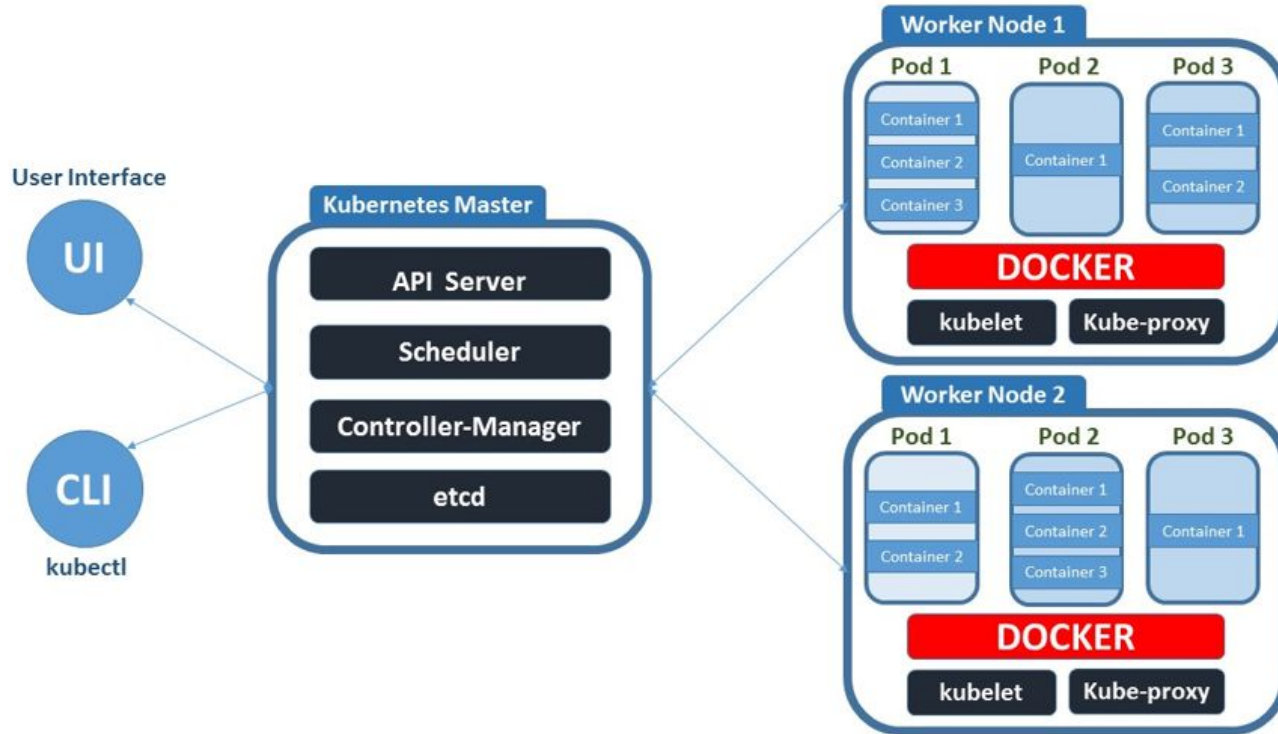 User Interface
UI
CLI
kubectl
Kubernetes Master
API Server
Scheduler
Controller-Manager
etcd
Worker Node 1
Pod 1
Pod 2
Pod 3
Container 1
Container 2
Container 3
Container 1
Container 1
Container 2
DOCKER
kubelet
Kube-proxy
Worker Node 2
Pod 1
Pod 2
Pod 3
Container 1
Container 2
Container 1
Container 2
Container 3
Container 1
DOCKER
kubelet
Kube-proxy